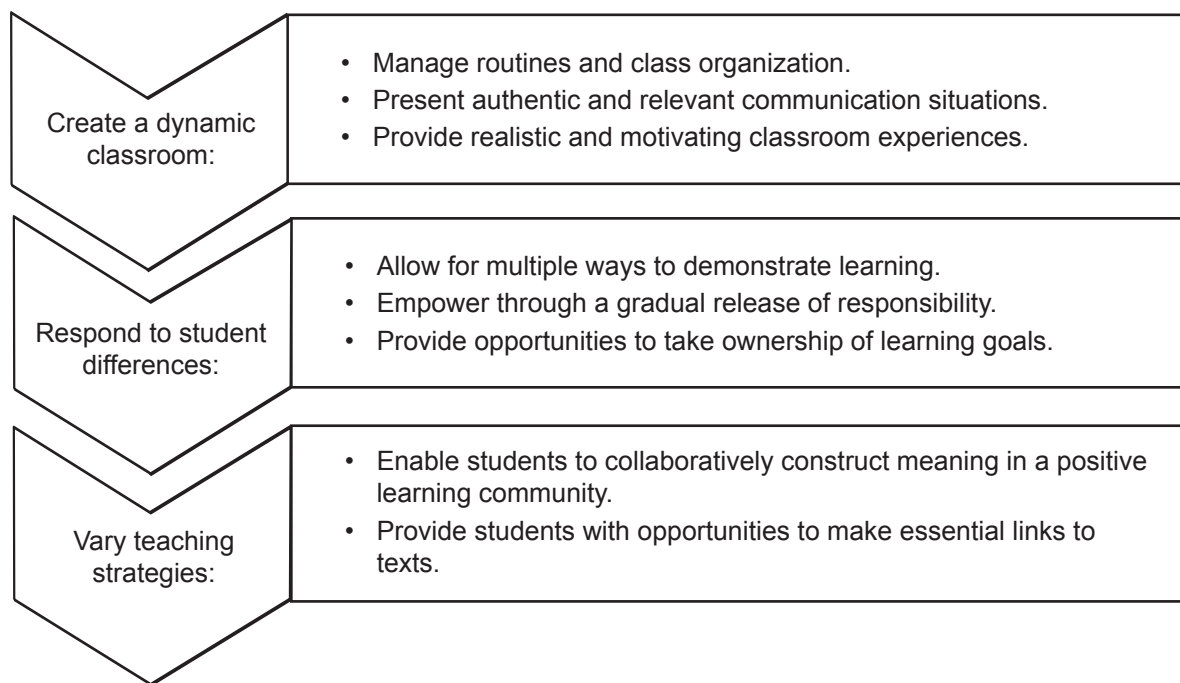 Create a dynamic
classroom:
• Manage routines and class organization.
• Present authentic and relevant communication situations.
• Provide realistic and motivating classroom experiences.
Respond to student
differences:
• Allow for multiple ways to demonstrate learning.
• Empower through a gradual release of responsibility.
• Provide opportunities to take ownership of learning goals.
Vary teaching
strategies:
• Enable students to collaboratively construct meaning in a positive
learning community.
• Provide students with opportunities to make essential links to
texts.